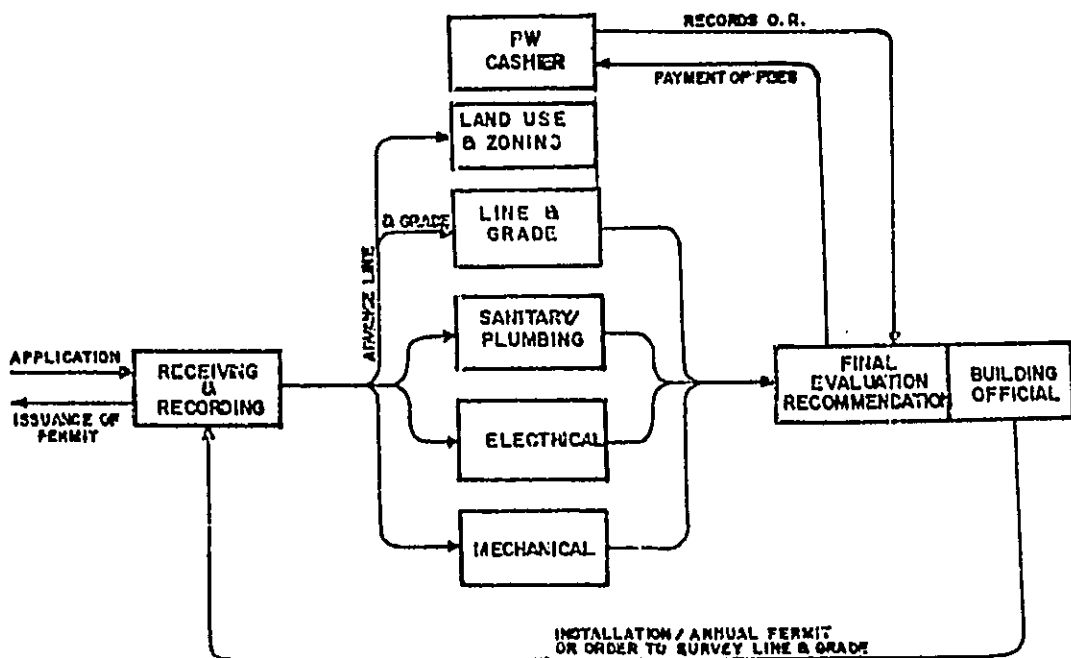 RECORDS O.R.
PW
CASHIER
PAYMENT OF FEES
LAND USE
& ZONING
& GRADE
LINE &
GRADE
LINE
SANITARY/
PLUMBING
APPLICATION
RECEIVING
&
RECORDING
ISSUANCE OF
PERMIT
FINAL
EVALUATION
RECOMMENDATION
BUILDING
OFFICIAL
ELECTRICAL
MECHANICAL
INSTALLATION / ANNUAL PERMIT
OR ORDER TO SURVEY LINE & GRADE